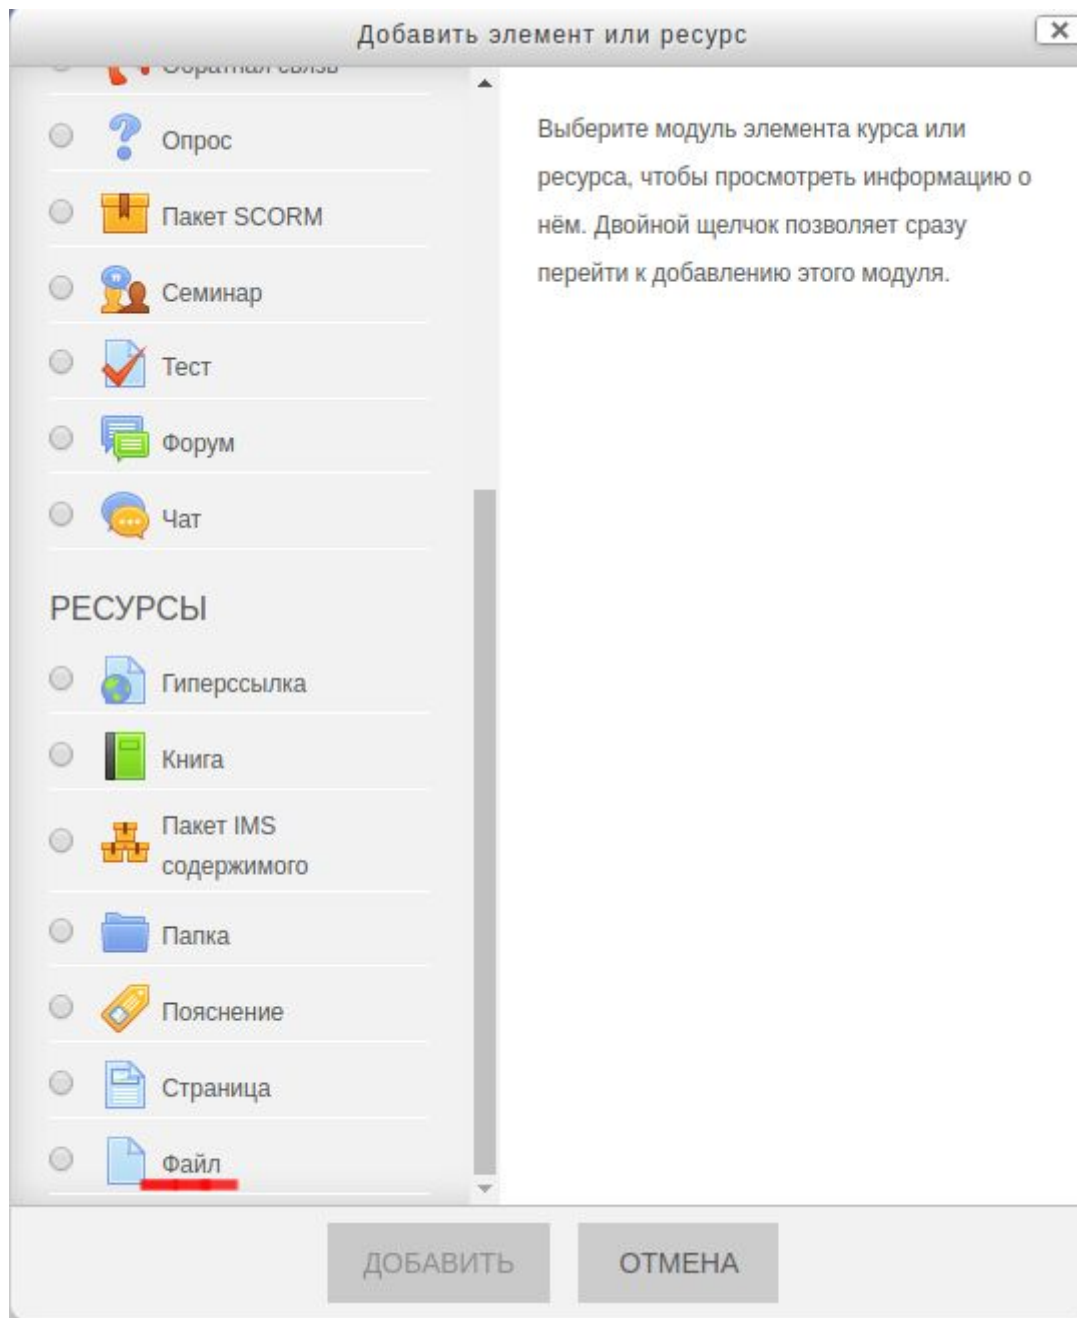 Добавить элемент или ресурс
Обратная связь
Опрос
Пакет SCORM
Семинар
Тест
Форум
Чат
РЕСУРСЫ
Гиперссылка
Книга
Пакет IMS
содержимого
Папка
Пояснение
Страница
Файл
Выберите модуль элемента курса или
ресурса, чтобы просмотреть информацию о
нём. Двойной щелчок позволяет сразу
перейти к добавлению этого модуля.
ДОБАВИТЬ
ОТМЕНА